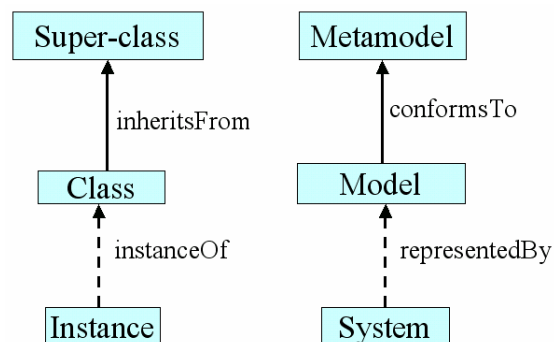 Super-class
Metamodel
inheritsFrom
conformsTo
Class
Model
instanceOf
representedBy
Instance
System